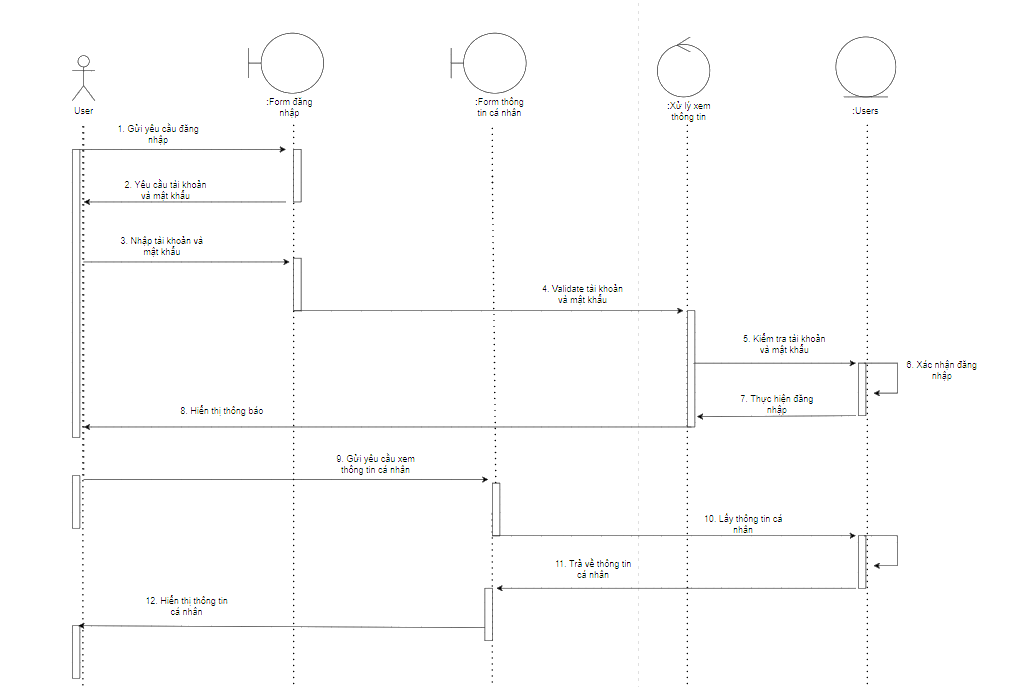 User
:Form đăng
nhập
:Form thông
tin cá nhân
:Xử lý xem
thông tin
:Users
1. Gửi yêu cầu đăng
nhập
2. Yêu cầu tài khoản
và mật khẩu
3. Nhập tài khoản và
mật khẩu
4. Validate tài khoản
và mật khẩu
5. Kiểm tra tài khoản
và mật khẩu
6. Xác nhận đăng
nhập
7. Thực hiện đăng
nhập
8. Hiển thị thông báo
9. Gửi yêu cầu xem
thông tin cá nhân
10. Lấy thông tin cá
nhân
11. Trả về thông tin
cá nhân
12. Hiển thị thông tin
cá nhân